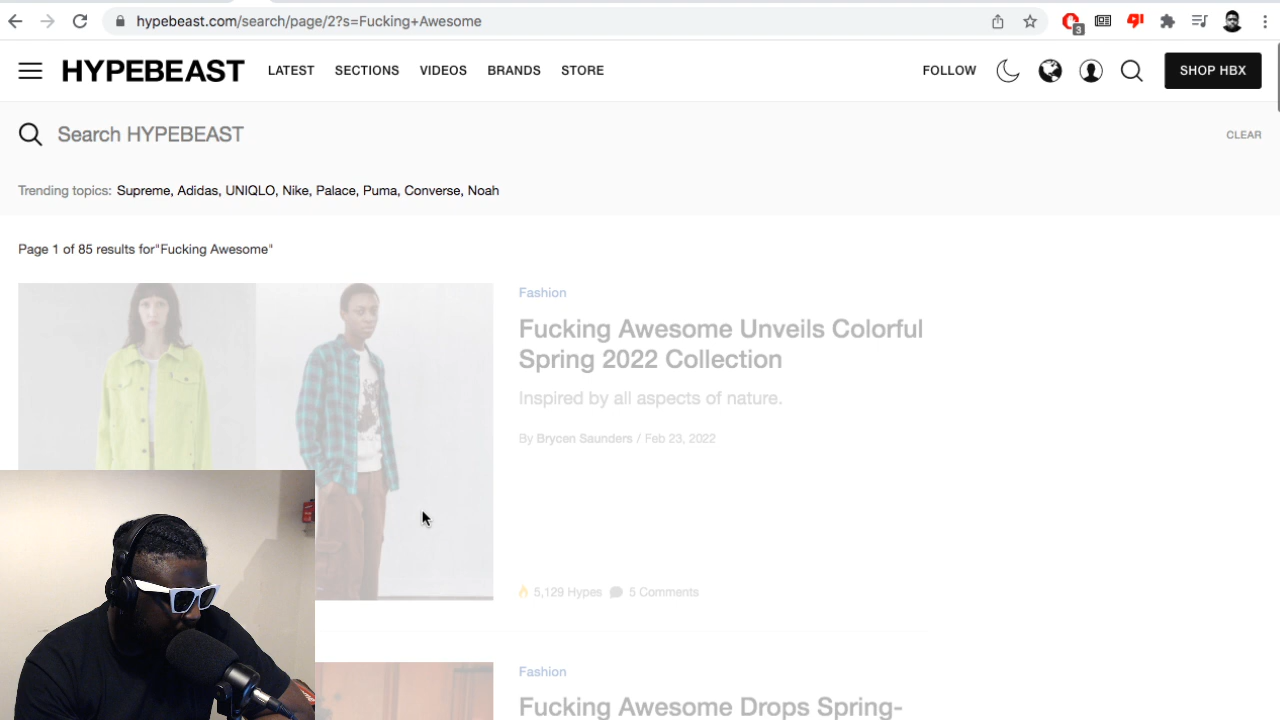 hypebeast.com/search/page/2?s=Fucking+Awesome
3
HYPEBEAST LATEST SECTIONS VIDEOS BRANDS STORE FOLLOW SHOP HBX
Search HYPEBEAST CLEAR
Trending topics: Supreme, Adidas, UNIQLO, Nike, Palace, Puma, Converse, Noah
Page 1 of 85 results for"Fucking Awesome"
Fashion
Fucking Awesome Unveils Colorful
Spring 2022 Collection
Inspired by all aspects of nature.
By Brycen Saunders / Feb 23, 2022
5,129 Hypes 5 Comments
Fashion
Fucking Awesome Drops Spring-